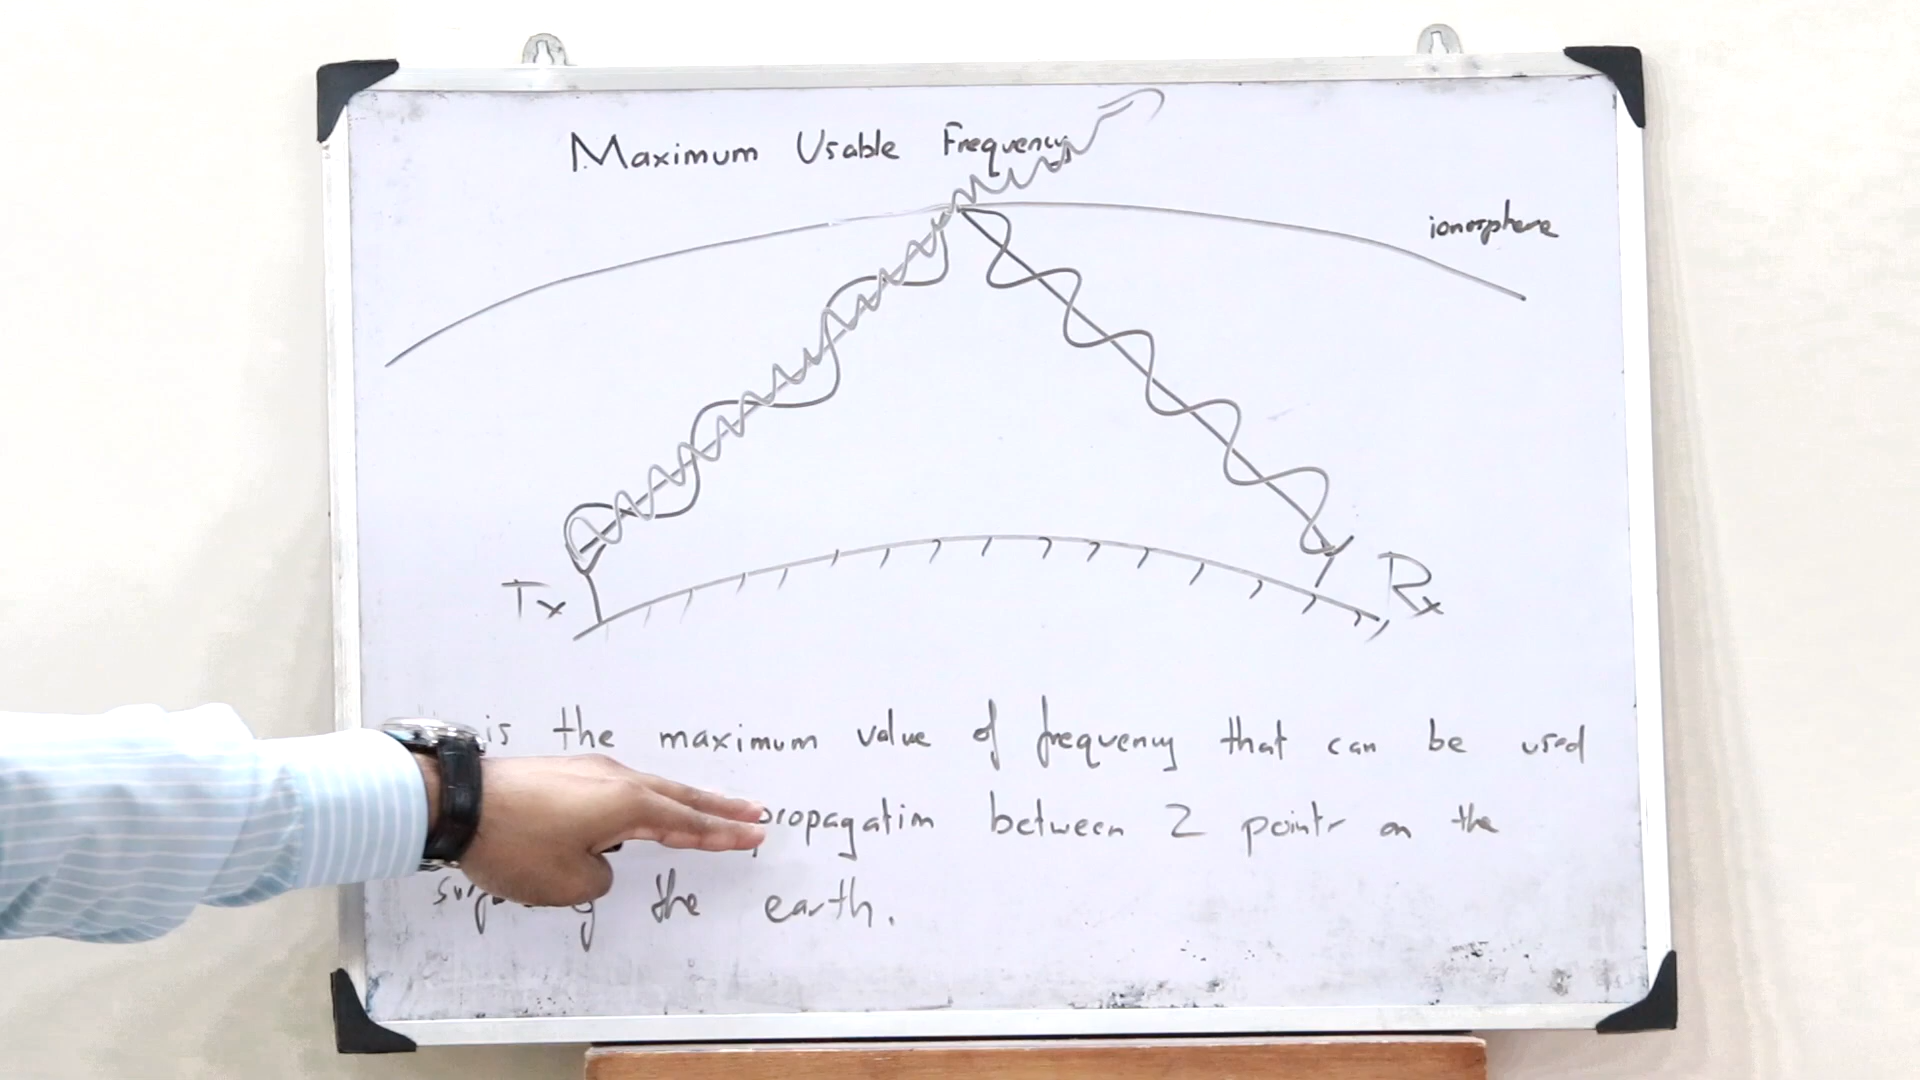 Maximum Usable Frequency
ionosphere
Tx
Rx
is the maximum value of frequency that can be used
propagation between 2 points on the
the earth.